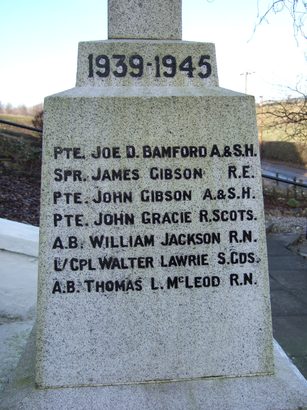 1939-1945
PTE. JOE D. BAMFORD A.&S.H.
SPR. JAMES GIBSON R.E.
PTE. JOHN GIBSON A.&S.H.
PTE. JOHN GRACIE R.SCOTS.
A.B. WILLIAM JACKSON R.N.
L/CPL WALTER LAWRIE S.GDS.
A.B. THOMAS L. McLEOD R.N.